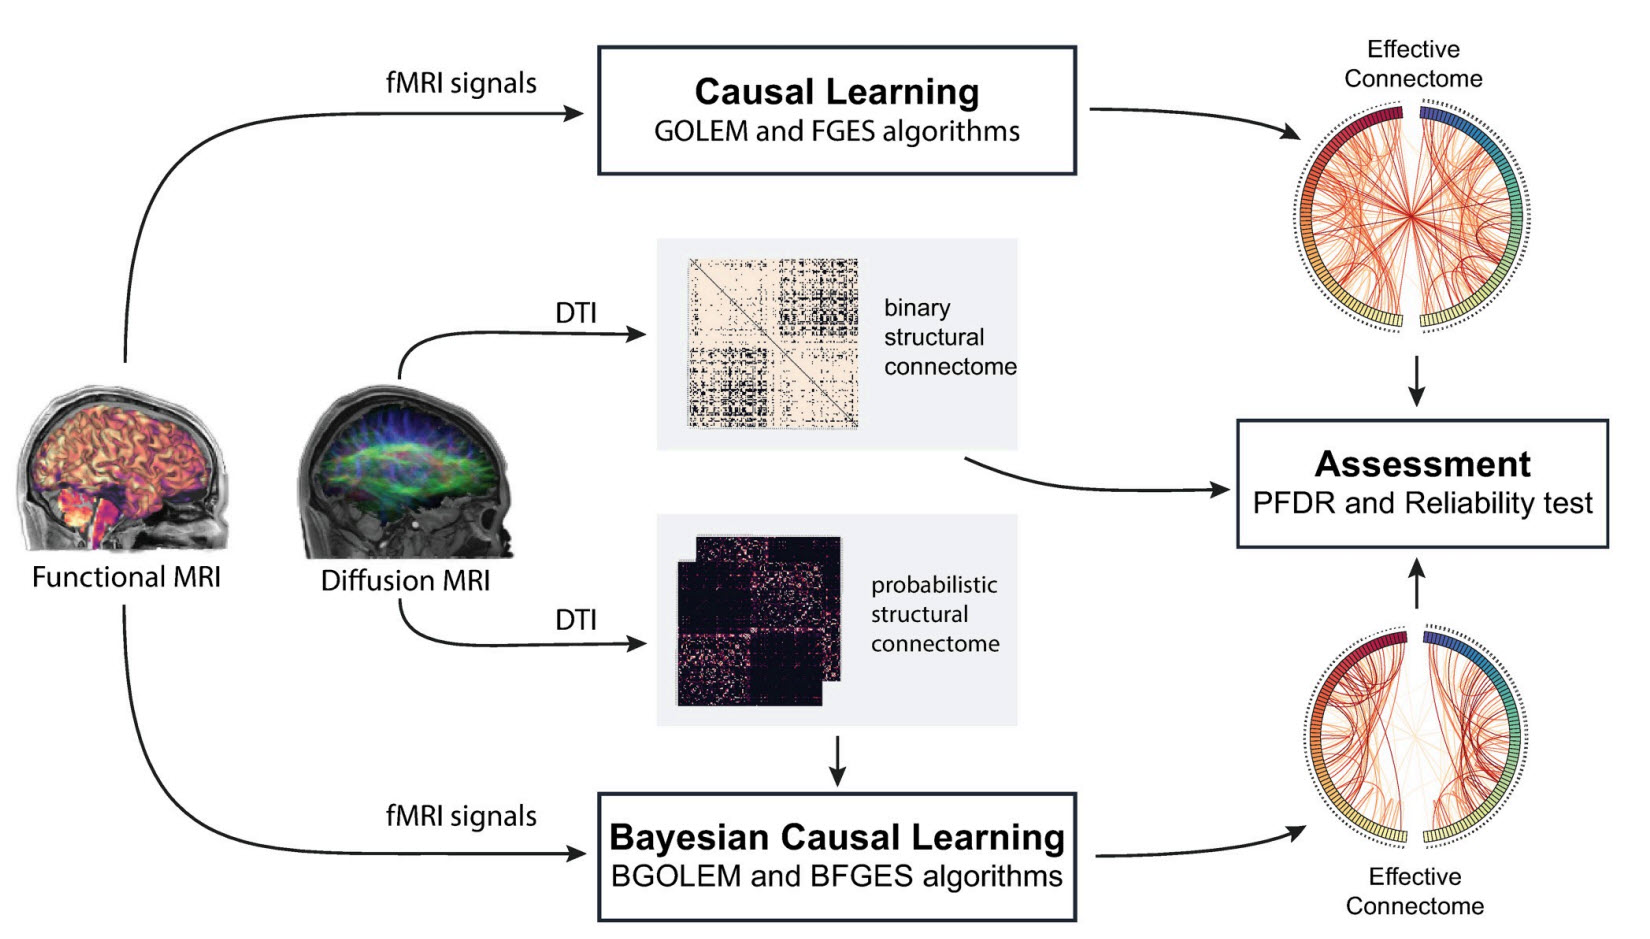 fMRI signals
Causal Learning
GOLEM and FGES algorithms
Effective
Connectome
DTI
binary
structural
connectome
Functional MRI
Diffusion MRI
Assessment
PFDR and Reliability test
DTI
probabilistic
structural
connectome
fMRI signals
Bayesian Causal Learning
BGOLEM and BFGES algorithms
Effective
Connectome